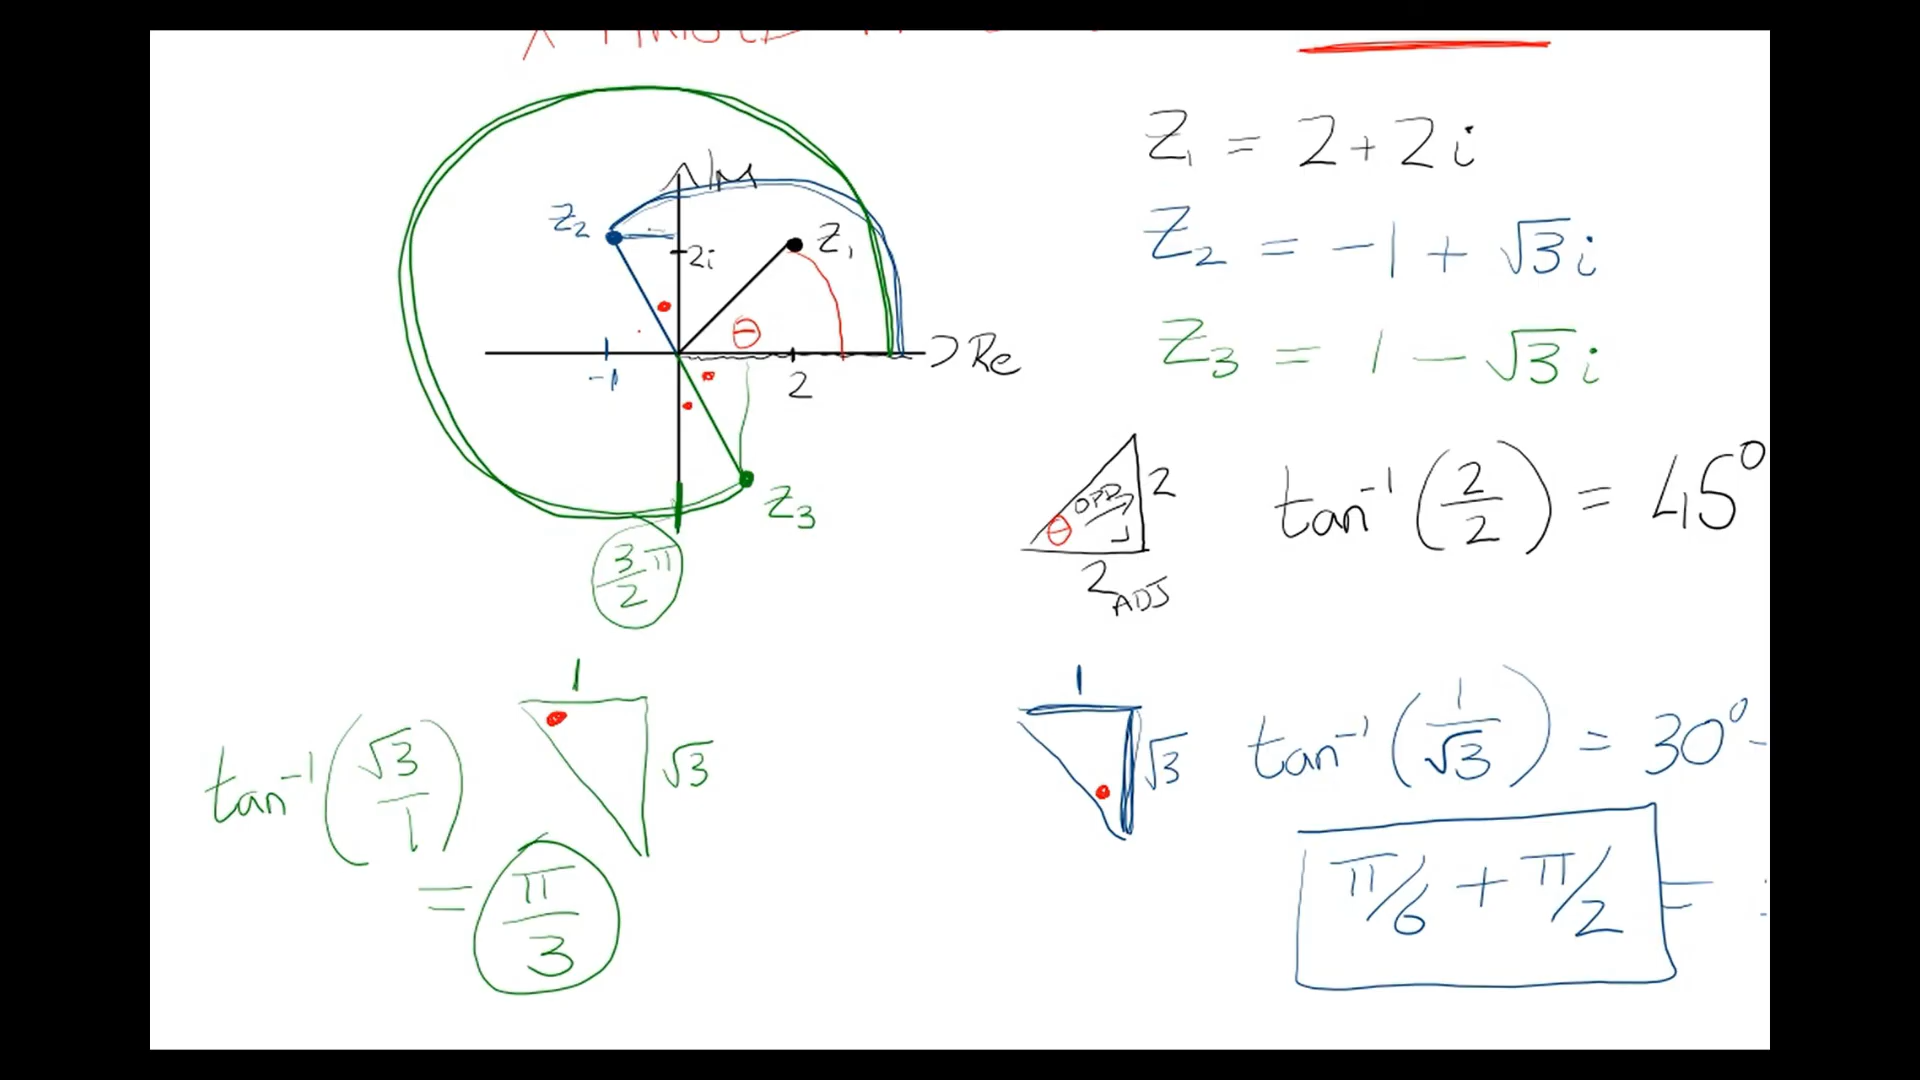 Z₁ = 2 + 2i
Z₂ = -1 + √3 i
Z₃ = 1 - √3 i
Im
Z₂
Z₁
2i
θ
Re
-1
2
Z₃
3/2 π
θ
OPP
2
2
ADJ
tan⁻¹ (2/2) = 45°
1
√3
tan⁻¹ (√3/1)
= π/3
1
√3
tan⁻¹ (1/√3) = 30°
π/6 + π/2 =